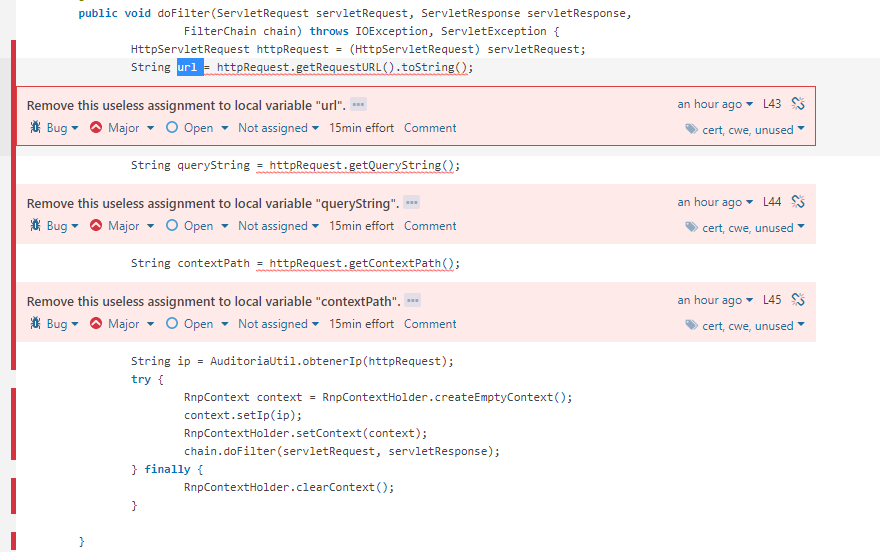 public void doFilter(ServletRequest servletRequest, ServletResponse servletResponse,
FilterChain chain) throws IOException, ServletException {
HttpServletRequest httpRequest = (HttpServletRequest) servletRequest;
String url = httpRequest.getRequestURL().toString();
Remove this useless assignment to local variable "url". ••• an hour ago L43
Bug Major Open Not assigned 15min effort Comment cert, cwe, unused
String queryString = httpRequest.getQueryString();
Remove this useless assignment to local variable "queryString". ••• an hour ago L44
Bug Major Open Not assigned 15min effort Comment cert, cwe, unused
String contextPath = httpRequest.getContextPath();
Remove this useless assignment to local variable "contextPath". ••• an hour ago L45
Bug Major Open Not assigned 15min effort Comment cert, cwe, unused
String ip = AuditoriaUtil.obtenerIp(httpRequest);
try {
RnpContext context = RnpContextHolder.createEmptyContext();
context.setIp(ip);
RnpContextHolder.setContext(context);
chain.doFilter(servletRequest, servletResponse);
} finally {
RnpContextHolder.clearContext();
}
}